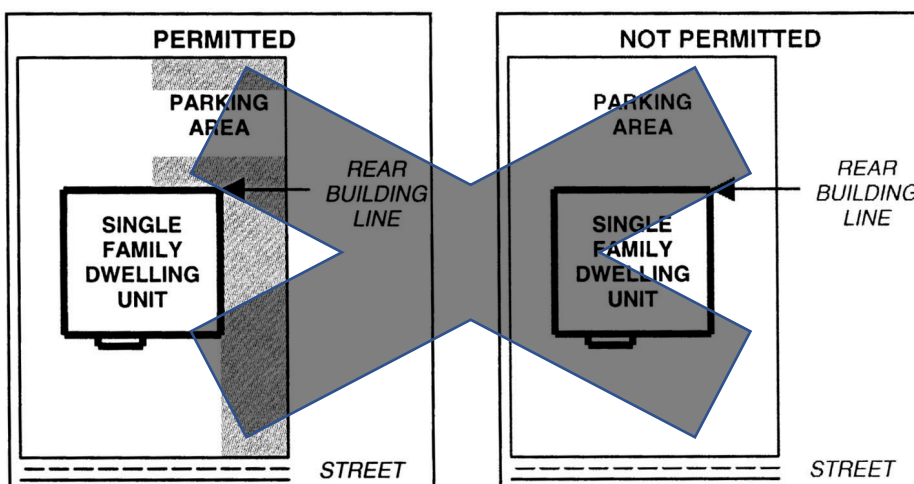 PERMITTED
PARKING
AREA
REAR
BUILDING
LINE
SINGLE
FAMILY
DWELLING
UNIT
STREET
NOT PERMITTED
PARKING
AREA
REAR
BUILDING
LINE
SINGLE
FAMILY
DWELLING
UNIT
STREET